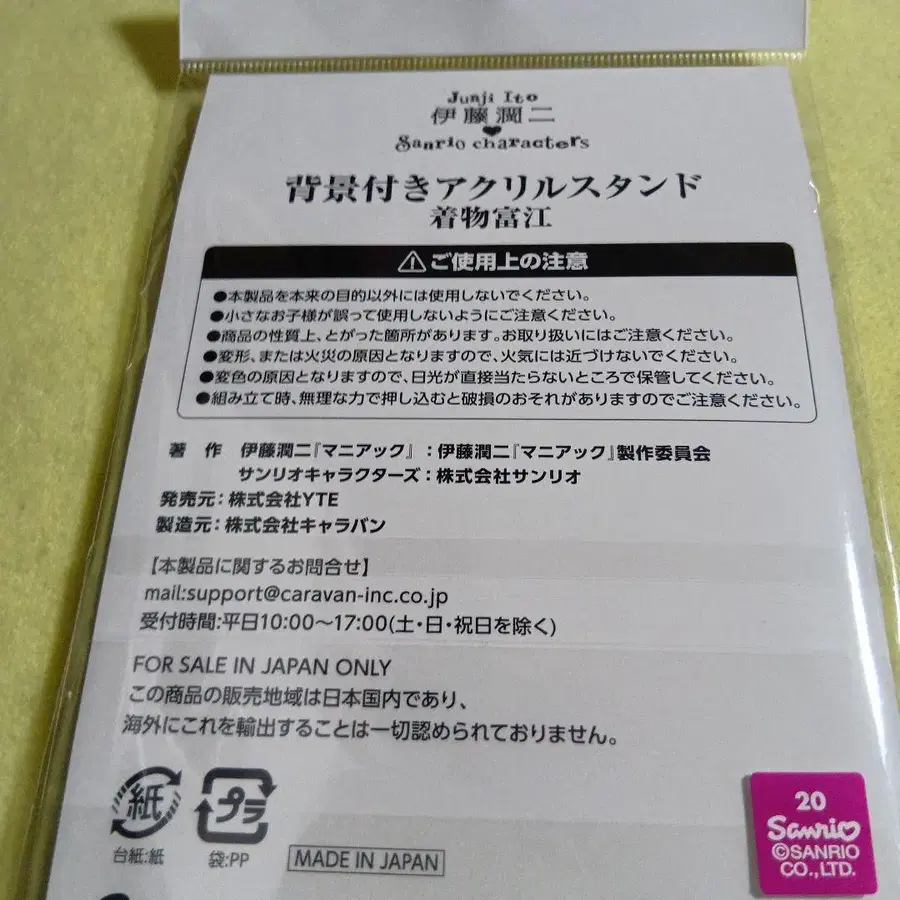 Junji Ito
伊藤潤二
Sanrio characters
背景付きアクリルスタンド
着物富江
ご使用上の注意
●本製品を本来の目的以外には使用しないでください。
●小さなお子様が誤って使用しないようにご注意ください。
●商品の性質上、とがった箇所があります。お取り扱いにはご注意ください。
●変形、または火災の原因となりますので、火気には近づけないでください。
●変色の原因となりますので、日光が直接当たらないところで保管してください。
●組み立て時、無理な力で押し込むと破損のおそれがありますのでご注意ください。
著 作 伊藤潤二『マニアック』：伊藤潤二『マニアック』製作委員会
サンリオキャラクターズ：株式会社サンリオ
発売元：株式会社YTE
製造元：株式会社キャラバン
【本製品に関するお問合せ】
mail:support@caravan-inc.co.jp
受付時間:平日10:00～17:00(土・日・祝日を除く)
FOR SALE IN JAPAN ONLY
この商品の販売地域は日本国内であり、
海外にこれを輸出することは一切認められておりません。
紙 プラ
台紙:紙 袋:PP
MADE IN JAPAN
20
Sanrio
©SANRIO
CO.,LTD.